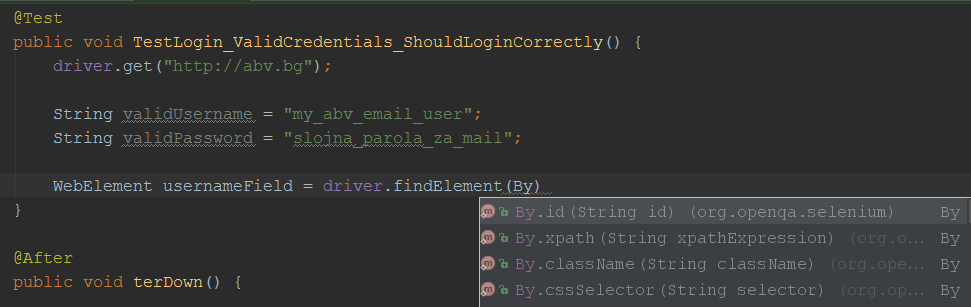 @Test
public void TestLogin_ValidCredentials_ShouldLoginCorrectly() {
driver.get("http://abv.bg");
String validUsername = "my_abv_email_user";
String validPassword = "slojna_parola_za_mail";
WebElement usernameField = driver.findElement(By)
}
By.id(String id) (org.openqa.selenium) By
By.xpath(String xpathExpression) (org.o... By
@After
By.className(String className) (org.ope... By
public void terDown() {
By.cssSelector(String selector) (org.op... By